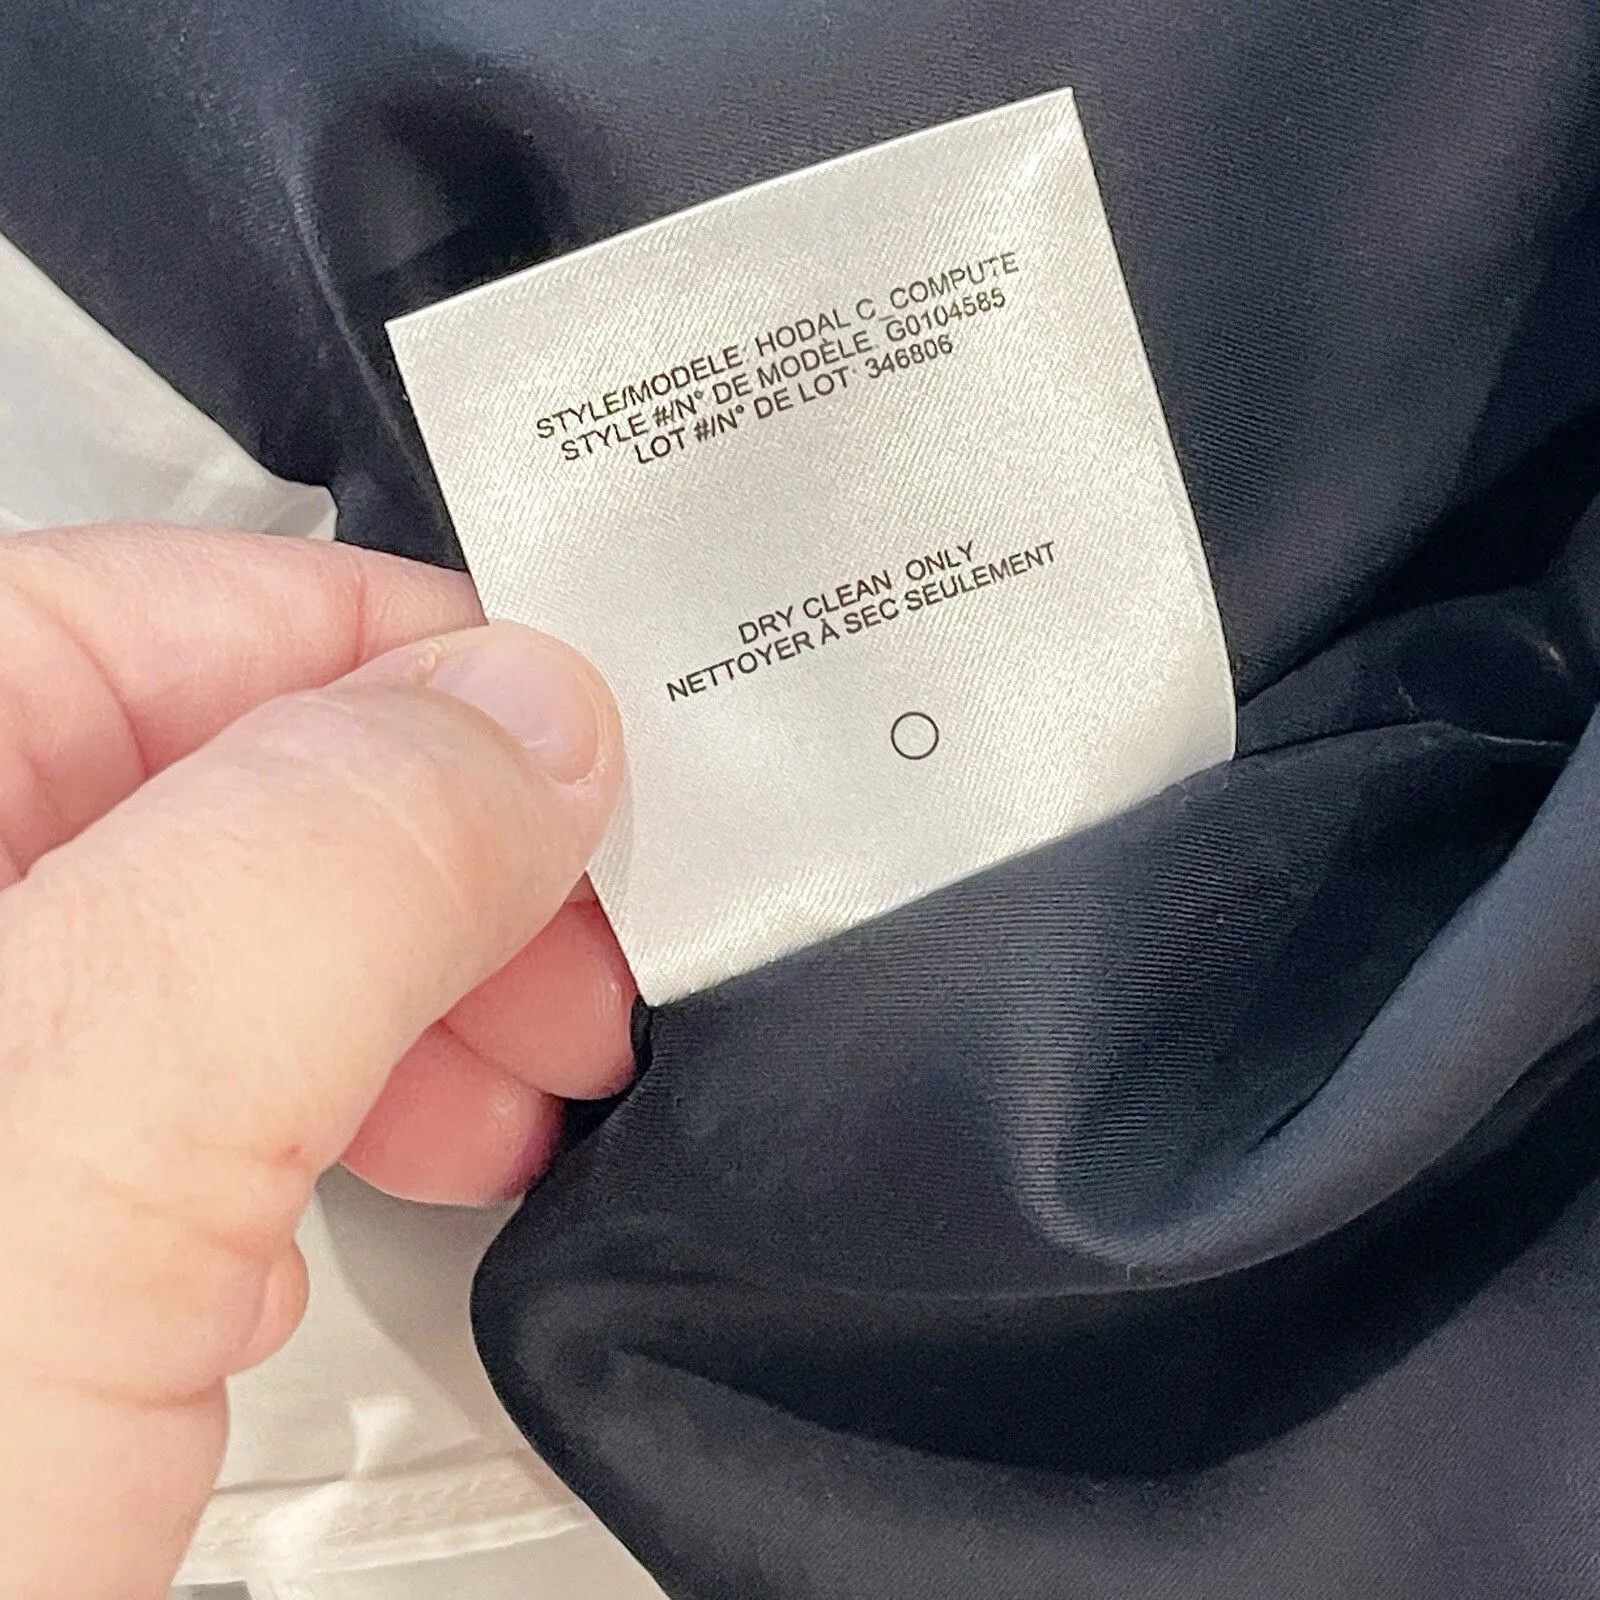 STYLE/MODELE: HODAL C_COMPUTE
STYLE #/N° DE MODÈLE: G0104585
LOT #/N° DE LOT: 346806
DRY CLEAN ONLY
NETTOYER À SEC SEULEMENT